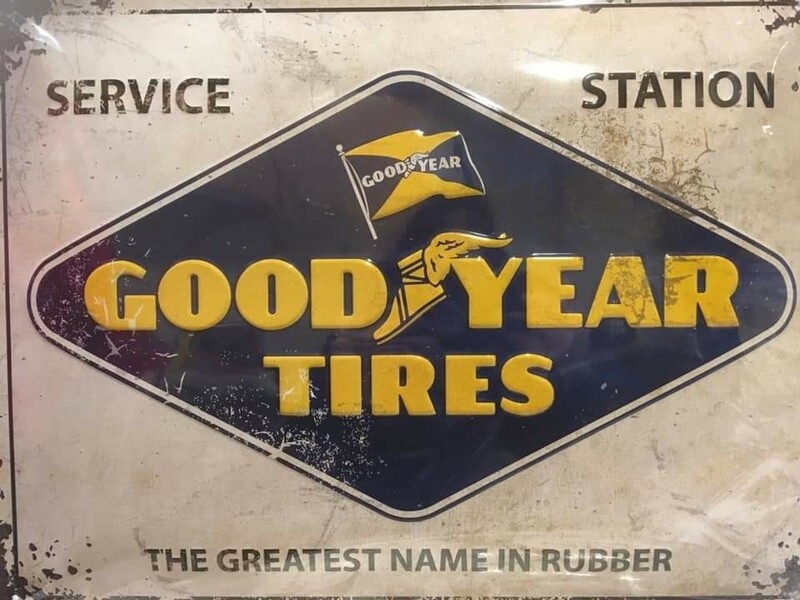 SERVICE STATION
GOOD YEAR
GOOD YEAR
TIRES
THE GREATEST NAME IN RUBBER